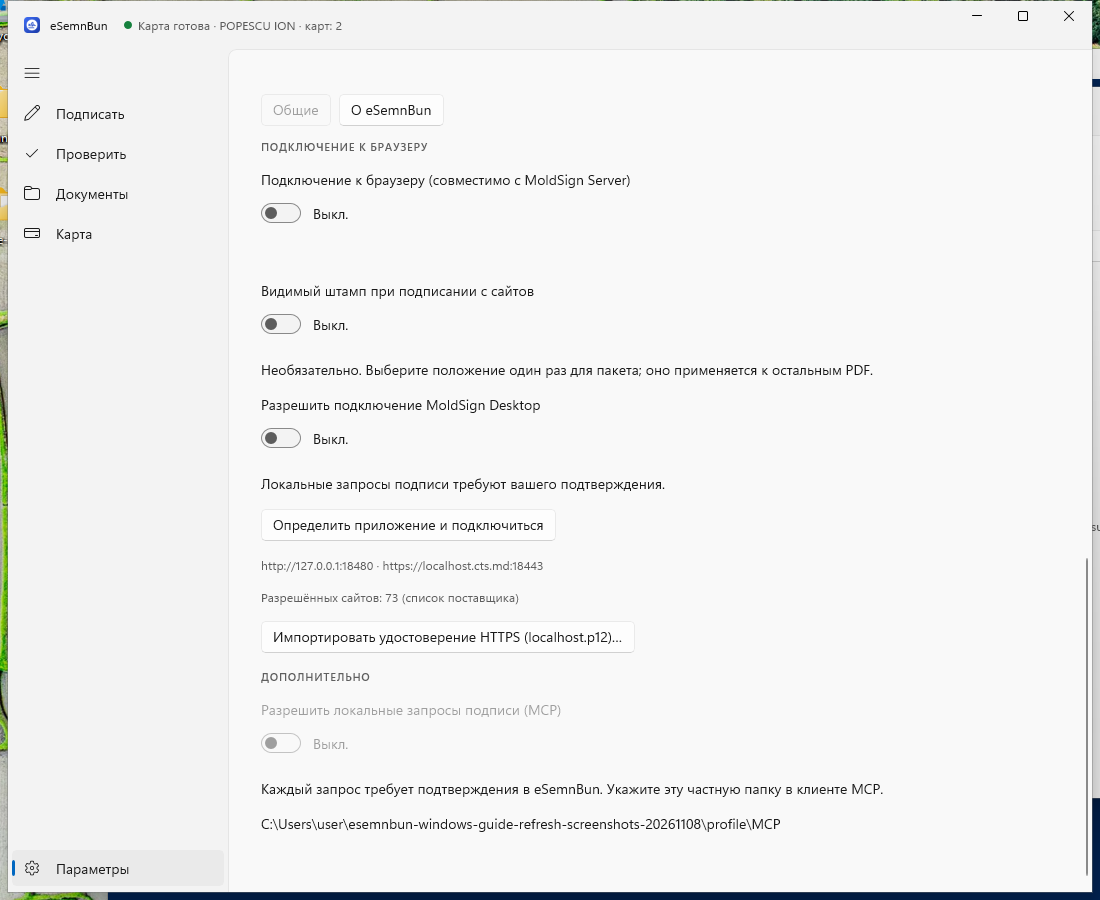 eSemnBun
Карта готова · POPESCU ION · карт: 2
Подписать
Проверить
Документы
Карта
Параметры
Общие
О eSemnBun
ПОДКЛЮЧЕНИЕ К БРАУЗЕРУ
Подключение к браузеру (совместимо с MoldSign Server)
Выкл.
Видимый штамп при подписании с сайтов
Выкл.
Необязательно. Выберите положение один раз для пакета; оно применяется к остальным PDF.
Разрешить подключение MoldSign Desktop
Выкл.
Локальные запросы подписи требуют вашего подтверждения.
Определить приложение и подключиться
http://127.0.0.1:18480 · https://localhost.cts.md:18443
Разрешённых сайтов: 73 (список поставщика)
Импортировать удостоверение HTTPS (localhost.p12)...
ДОПОЛНИТЕЛЬНО
Разрешить локальные запросы подписи (MCP)
Выкл.
Каждый запрос требует подтверждения в eSemnBun. Укажите эту частную папку в клиенте MCP.
C:\Users\user\esemnbun-windows-guide-refresh-screenshots-20261108\profile\MCP